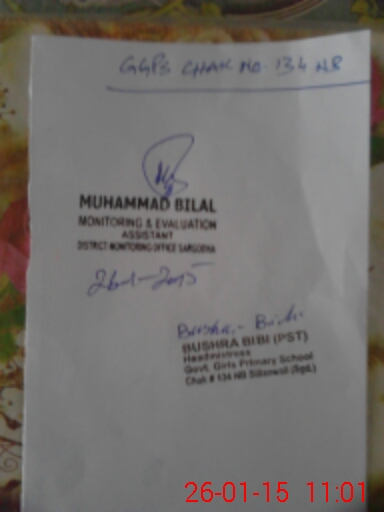 GGPS CHAK NO. 134 NB
MUHAMMAD BILAL
MONITORING & EVALUATION
ASSISTANT
DISTRICT MONITORING OFFICE SARGODHA
26-1-2015
Bushra Bibi
BUSHRA BIBI (PST)
Headmistress
Govt. Girls Primary School
Chak # 134 NB Sillanwali (Sgd.)
26-01-15 11:01